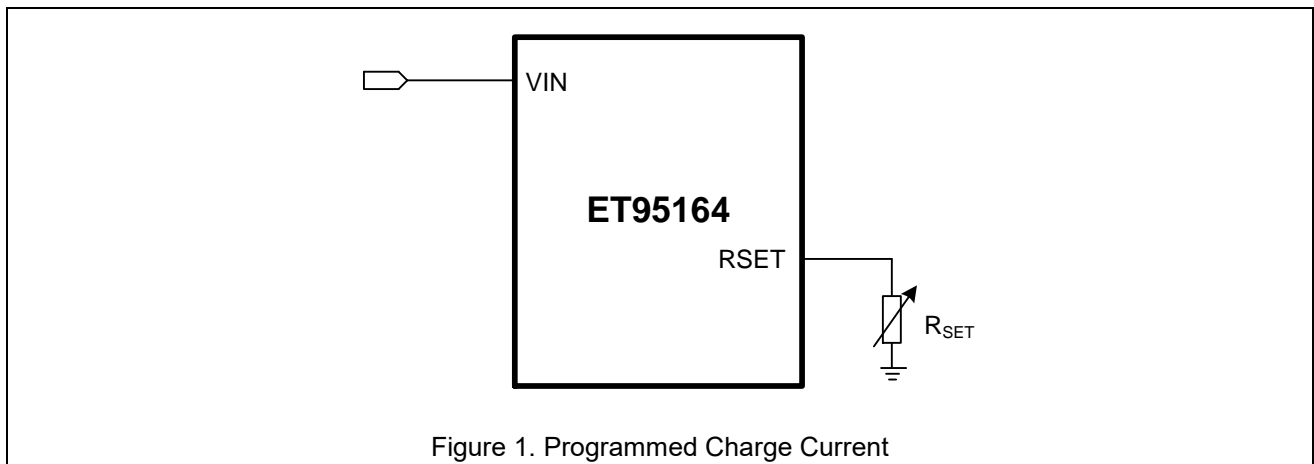 VIN
ET95164
RSET
RSET
Figure 1. Programmed Charge Current